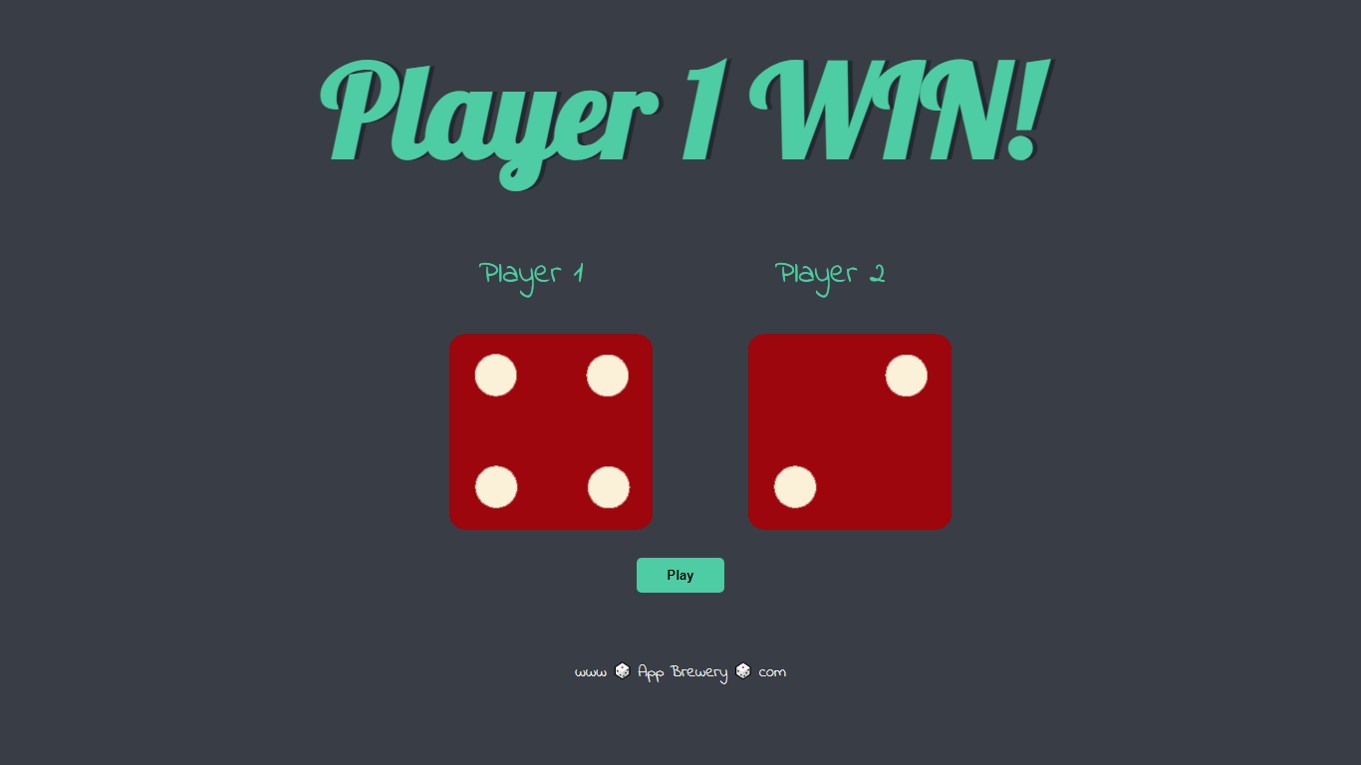 Player 1 WIN!
Player 1
Player 2
Play
www 🎲 App Brewery 🎲 com